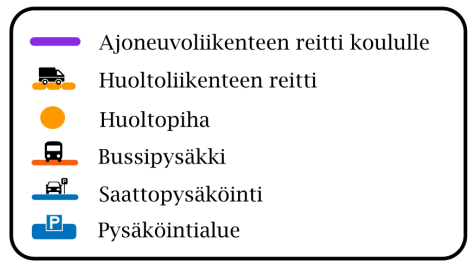 Ajoneuvoliikenteen reitti koululle
Huoltoliikenteen reitti
Huoltopiha
Bussipysäkki
Saattopysäköinti
P
Pysäköintialue